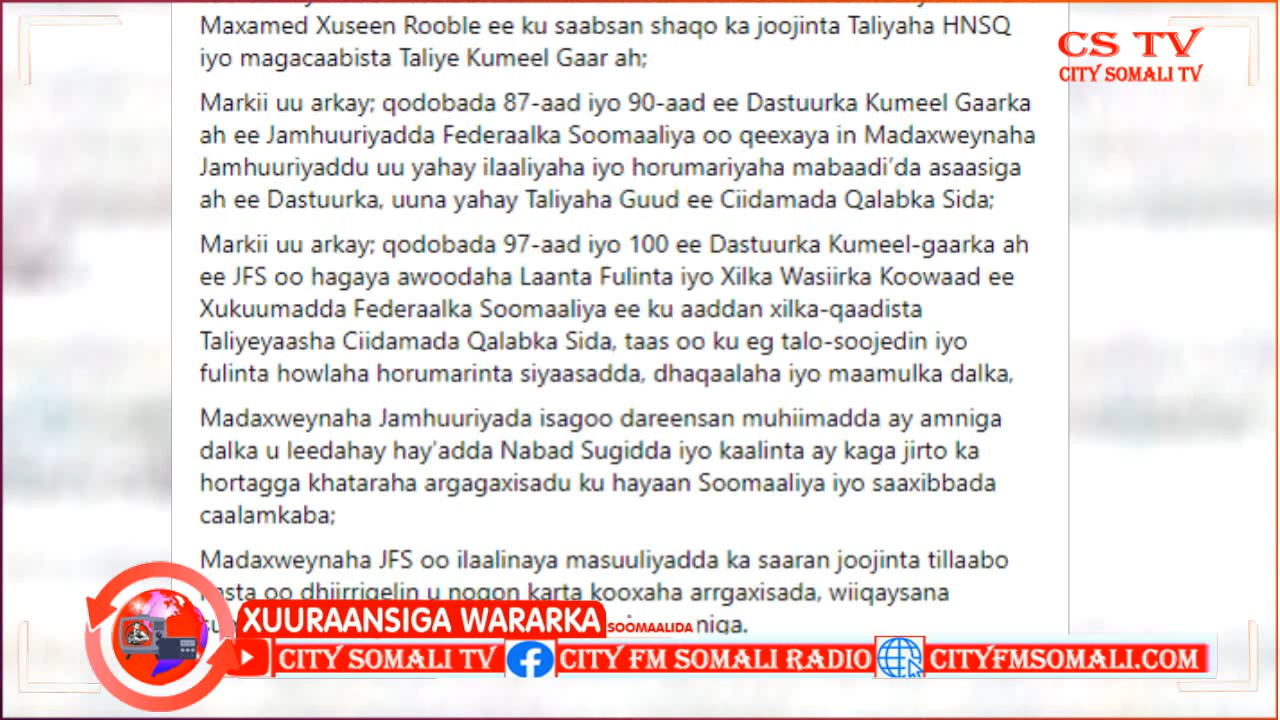 Maxamed Xuseen Rooble ee ku saabsan shaqo ka joojinta Taliyaha HNSQ
iyo magacaabista Taliye Kumeel Gaar ah;
Markii uu arkay; qodobada 87-aad iyo 90-aad ee Dastuurka Kumeel Gaarka
ah ee Jamhuuriyadda Federaalka Soomaaliya oo qeexaya in Madaxweynaha
Jamhuuriyaddu uu yahay ilaaliyaha iyo horumariyaha mabaadi'da asaasiga
ah ee Dastuurka, uuna yahay Taliyaha Guud ee Ciidamada Qalabka Sida;
Markii uu arkay; qodobada 97-aad iyo 100 ee Dastuurka Kumeel-gaarka ah
ee JFS oo hagaya awoodaha Laanta Fulinta iyo Xilka Wasiirka Koowaad ee
Xukuumadda Federaalka Soomaaliya ee ku aaddan xilka-qaadista
Taliyeyaasha Ciidamada Qalabka Sida, taas oo ku eg talo-soojedin iyo
fulinta howlaha horumarinta siyaasadda, dhaqaalaha iyo maamulka dalka,
Madaxweynaha Jamhuuriyada isagoo dareensan muhiimadda ay amniga
dalka u leedahay hay'adda Nabad Sugidda iyo kaalinta ay kaga jirto ka
hortagga khataraha argagaxisadu ku hayaan Soomaaliya iyo saaxibbada
caalamkaba;
Madaxweynaha JFS oo ilaalinaya masuuliyadda ka saaran joojinta tillaabo
kasta oo dhiirrigelin u noqon karta kooxaha arrgaxisada, wiiqaysana
CS TV
CITY SOMALI TV
XUURAANSIGA WARARKA
SOOMAALIDA
CITY SOMALI TV
CITY FM SOMALI RADIO
CITYFMSOMALI.COM